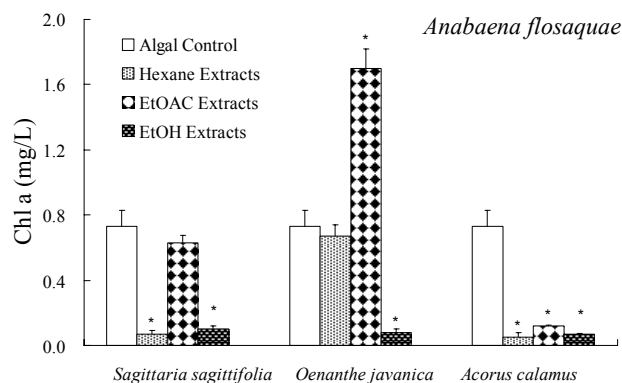 Anabaena flosaquae
2.0
1.6
1.2
0.8
0.4
0.0
Chl a (mg/L)
Algal Control
Hexane Extracts
EtOAC Extracts
EtOH Extracts
* * * * * * *
Sagittaria sagittifolia Oenanthe javanica Acorus calamus